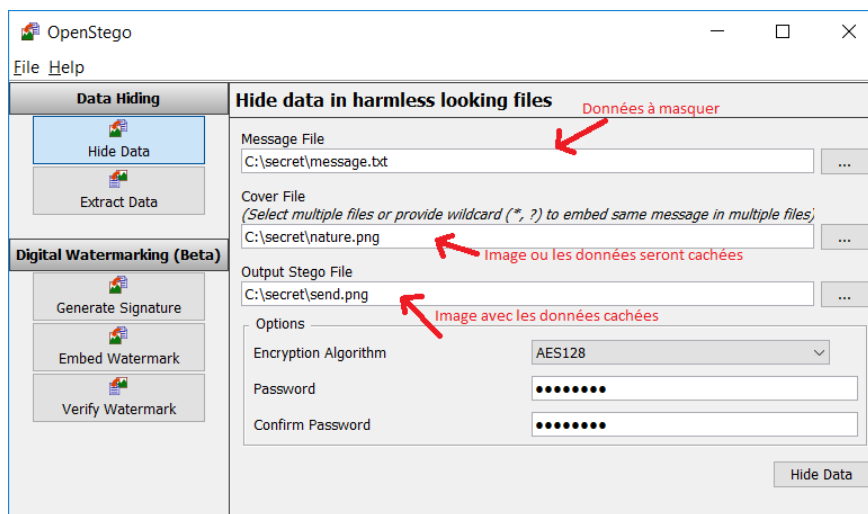 OpenStego
File Help
Data Hiding
Hide Data
Extract Data
Digital Watermarking (Beta)
Generate Signature
Embed Watermark
Verify Watermark
Hide data in harmless looking files
Données à masquer
Message File
C:\secret\message.txt
...
Cover File
(Select multiple files or provide wildcard (*, ?) to embed same message in multiple files)
C:\secret\nature.png
...
Image ou les données seront cachées
Output Stego File
C:\secret\send.png
...
Image avec les données cachées
Options
Encryption Algorithm
AES128
Password
●●●●●●●●
Confirm Password
●●●●●●●●
Hide Data